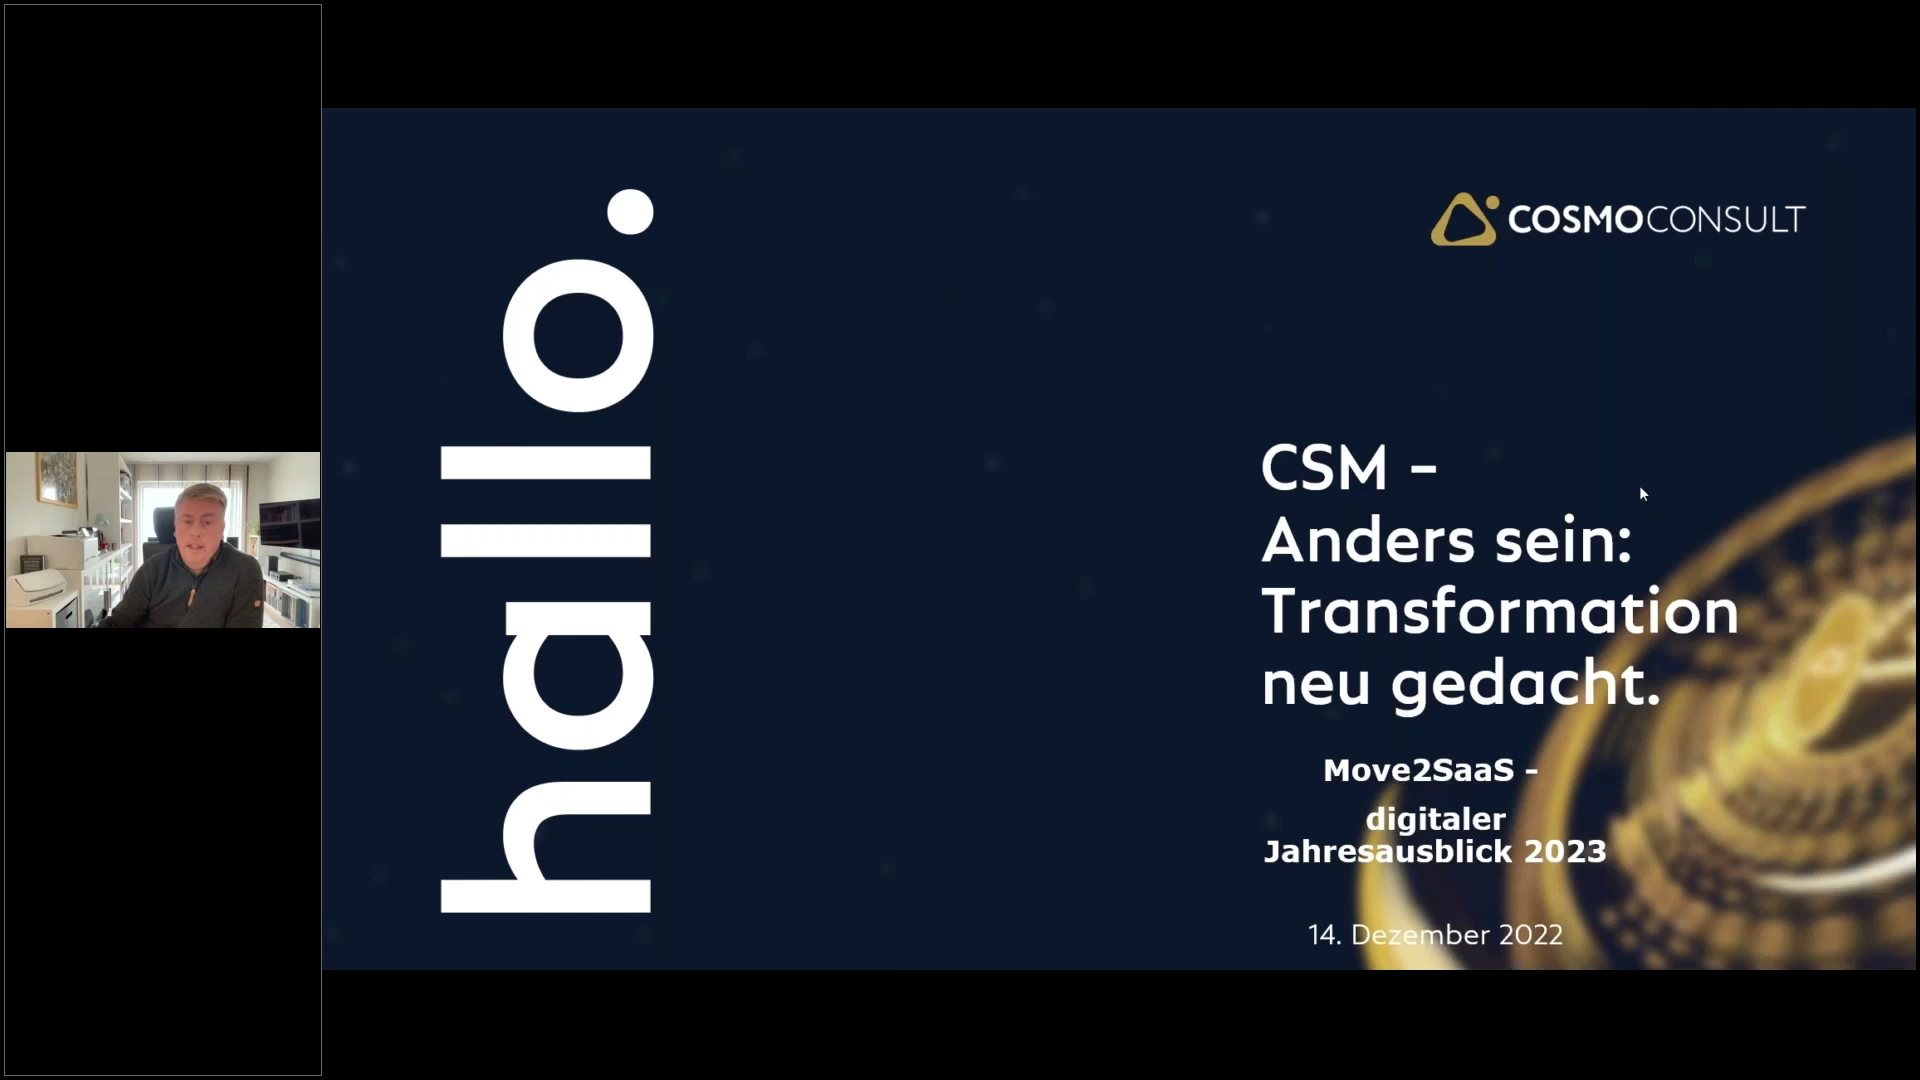 hallo.
COSMOCONSULT
CSM –
Anders sein:
Transformation
neu gedacht.
Move2SaaS -
digitaler
Jahresausblick 2023
14. Dezember 2022